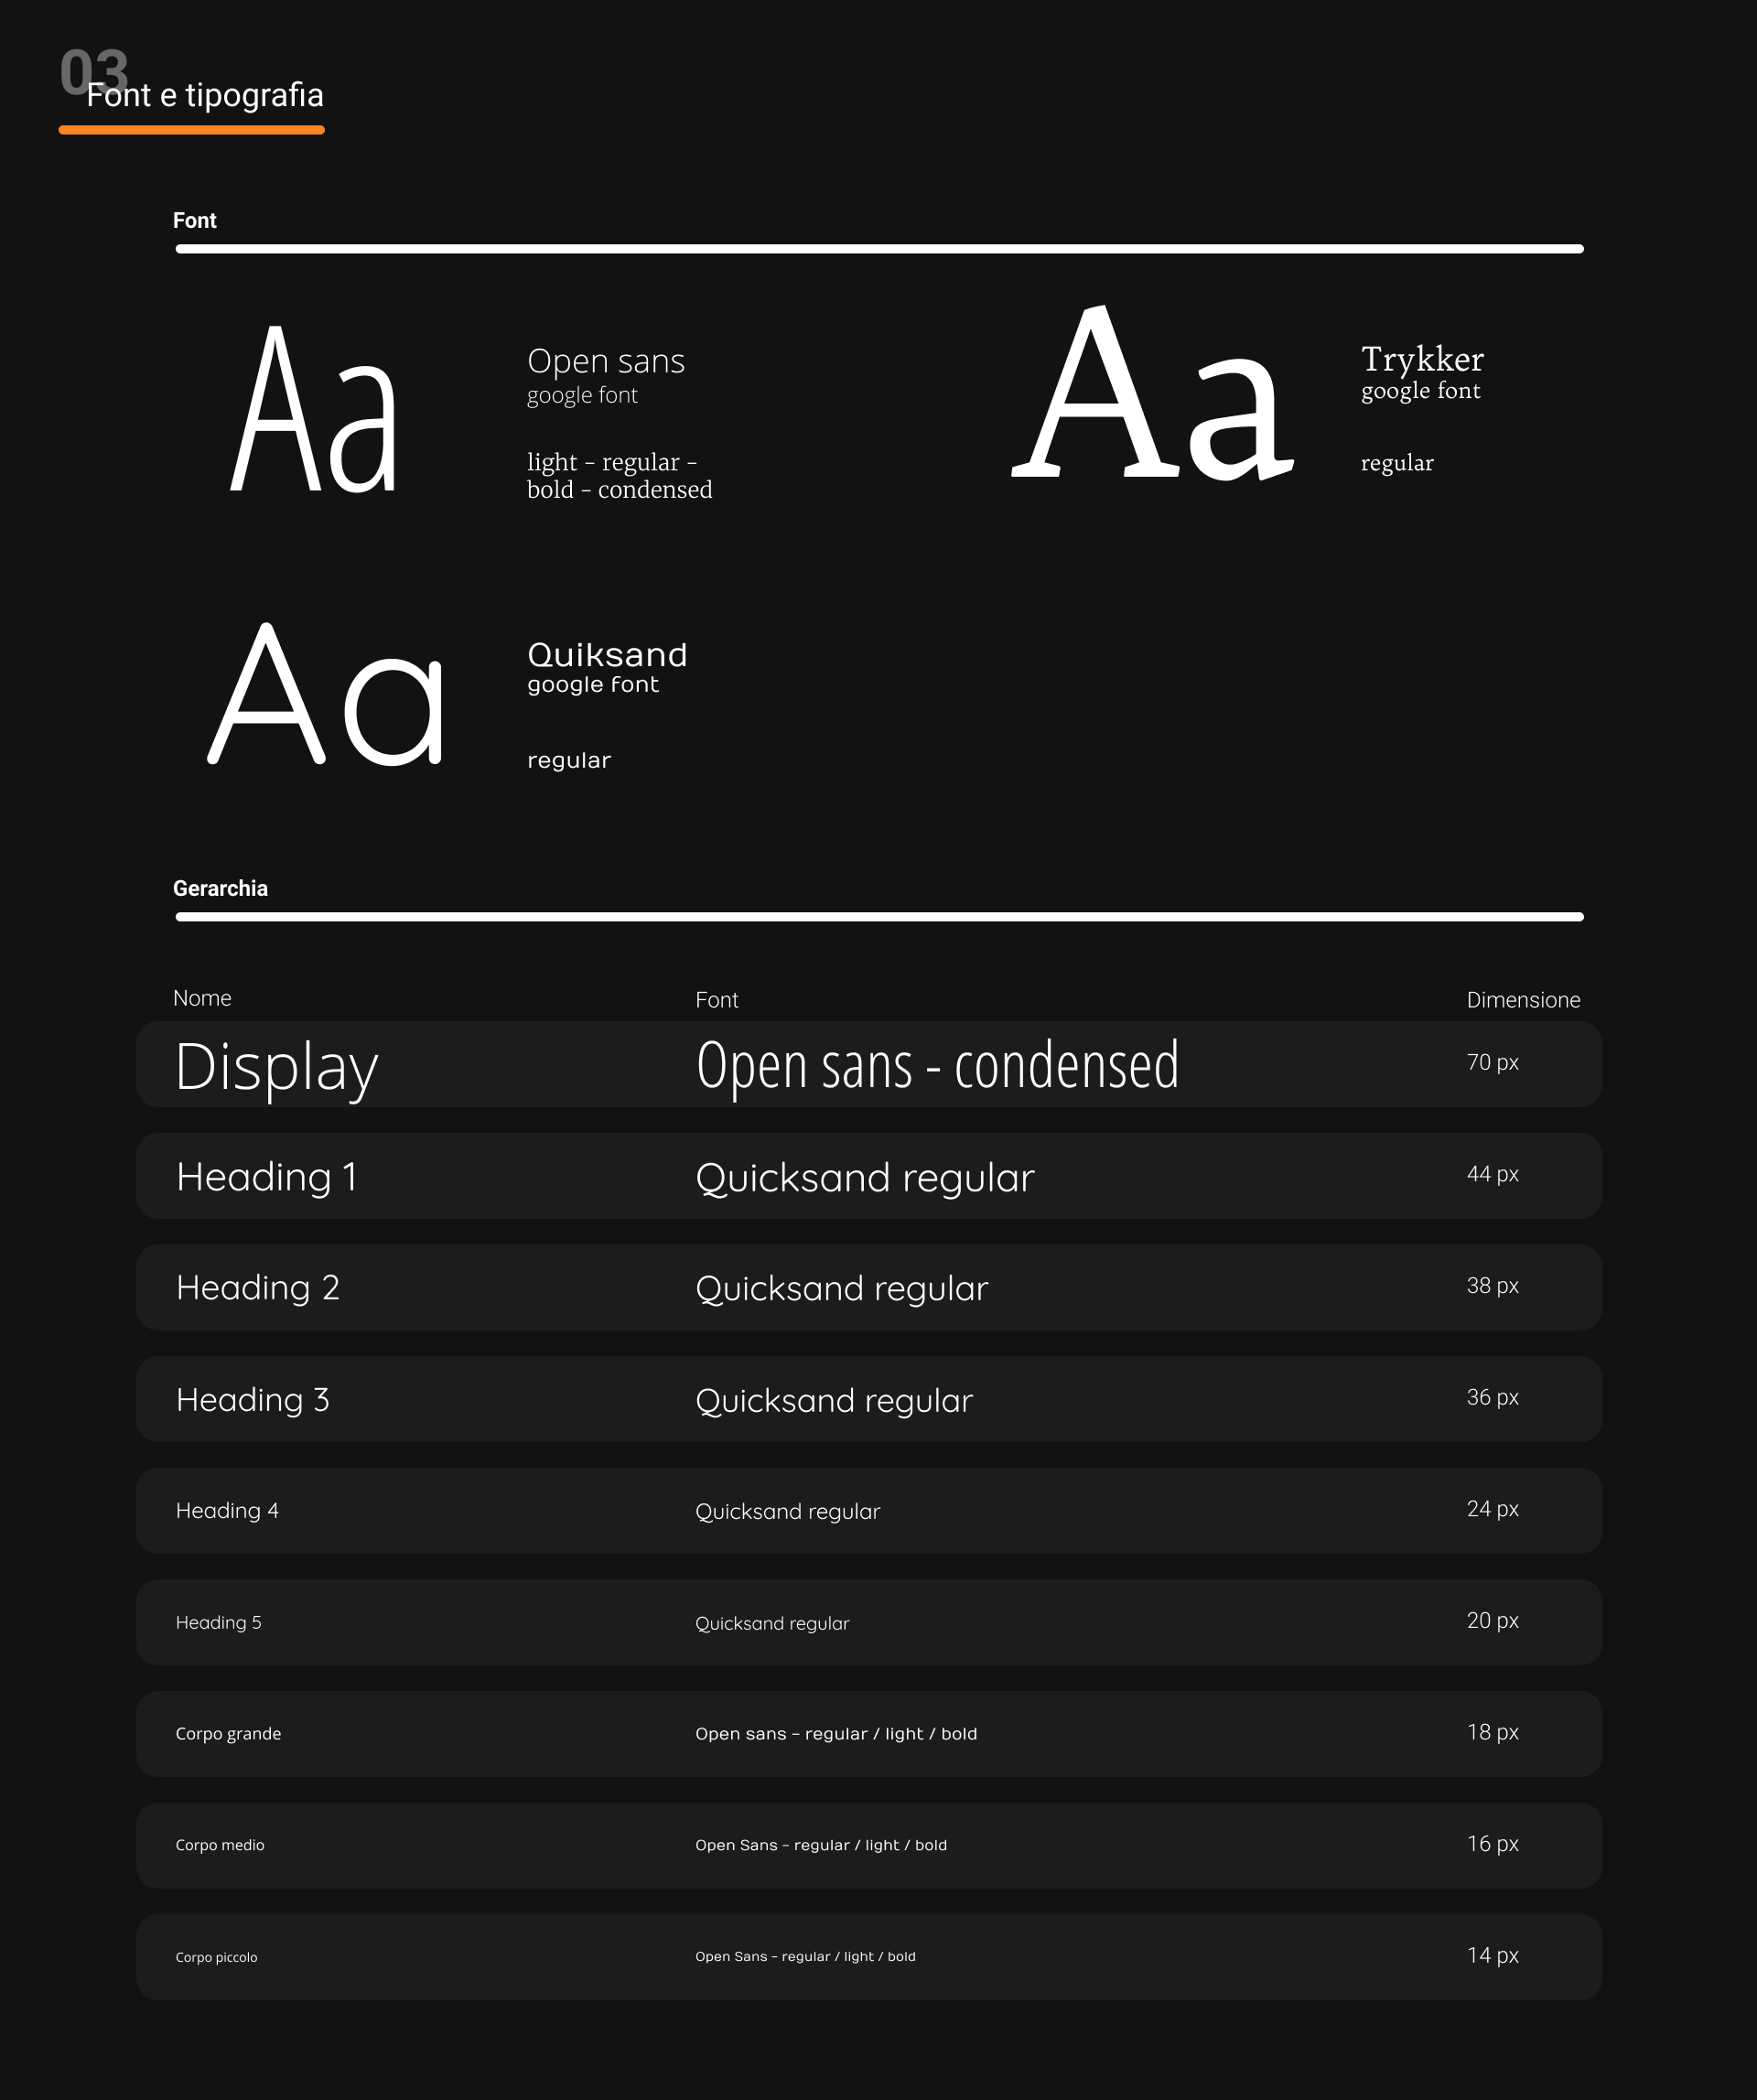 03
Font e tipografia
Font
Aa
Open sans
google font
light - regular -
bold - condensed
Aa
Trykker
google font
regular
Aa
Quiksand
google font
regular
Gerarchia
Nome Font Dimensione
Display Open sans - condensed 70 px
Heading 1 Quicksand regular 44 px
Heading 2 Quicksand regular 38 px
Heading 3 Quicksand regular 36 px
Heading 4 Quicksand regular 24 px
Heading 5 Quicksand regular 20 px
Corpo grande Open sans - regular / light / bold 18 px
Corpo medio Open Sans - regular / light / bold 16 px
Corpo piccolo Open Sans - regular / light / bold 14 px